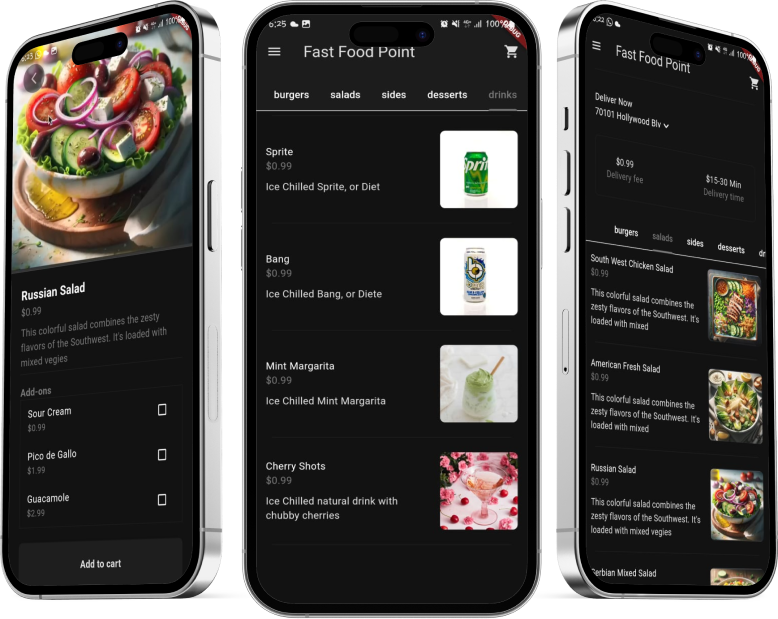 Russian Salad
$0.99
This colorful salad combines the zesty
flavors of the Southwest. It's loaded with
mixed vegies
Add-ons
Sour Cream
$0.99
Pico de Gallo
$1.99
Guacamole
$2.99
Add to cart
6:25
100%
Fast Food Point
burgers salads sides desserts drinks
Sprite
$0.99
Ice Chilled Sprite, or Diet
Bang
$0.99
Ice Chilled Bang, or Diete
Mint Margarita
$0.99
Ice Chilled Mint Margarita
Cherry Shots
$0.99
Ice Chilled natural drink with
chubby cherries
Fast Food Point
Deliver Now
70101 Hollywood Blv
$0.99
Delivery fee
$15-30 Min
Delivery time
burgers salads sides desserts
South West Chicken Salad
$0.99
This colorful salad combines the
zesty flavors of the Southwest. It's
loaded with mixed
American Fresh Salad
$0.99
This colorful salad combines the
zesty flavors of the Southwest. It's
loaded with mixed
Russian Salad
$0.99
This colorful salad combines the
zesty flavors of the Southwest. It's
loaded with mixed vegies
Serbian Mixed Salad